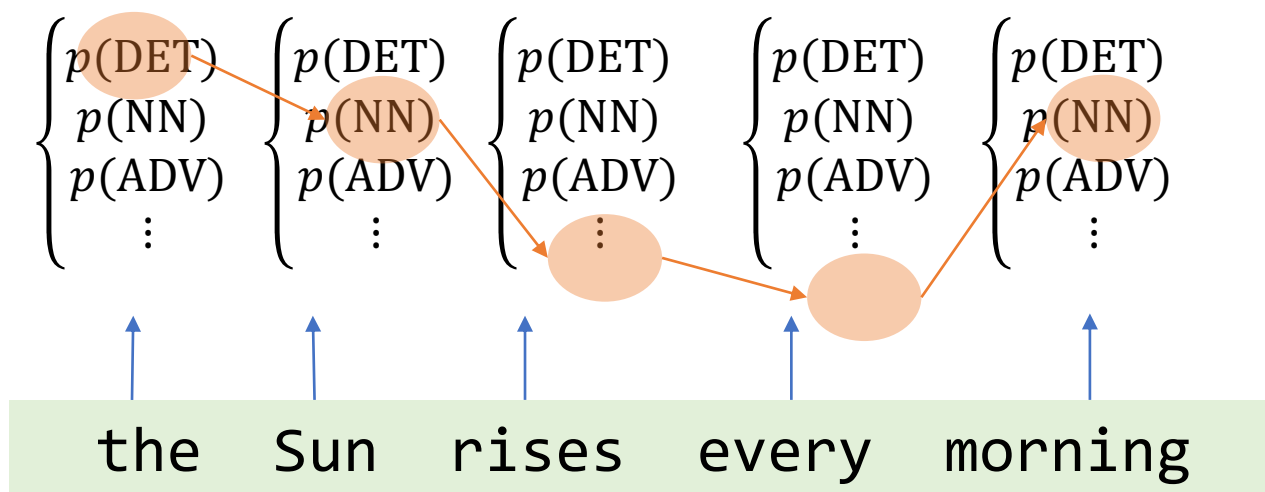 p(DET) p(DET) p(DET) p(DET) p(DET)
p(NN) p(NN) p(NN) p(NN) p(NN)
p(ADV) p(ADV) p(ADV) p(ADV) p(ADV)
⋮ ⋮ ⋮ ⋮ ⋮
the Sun rises every morning